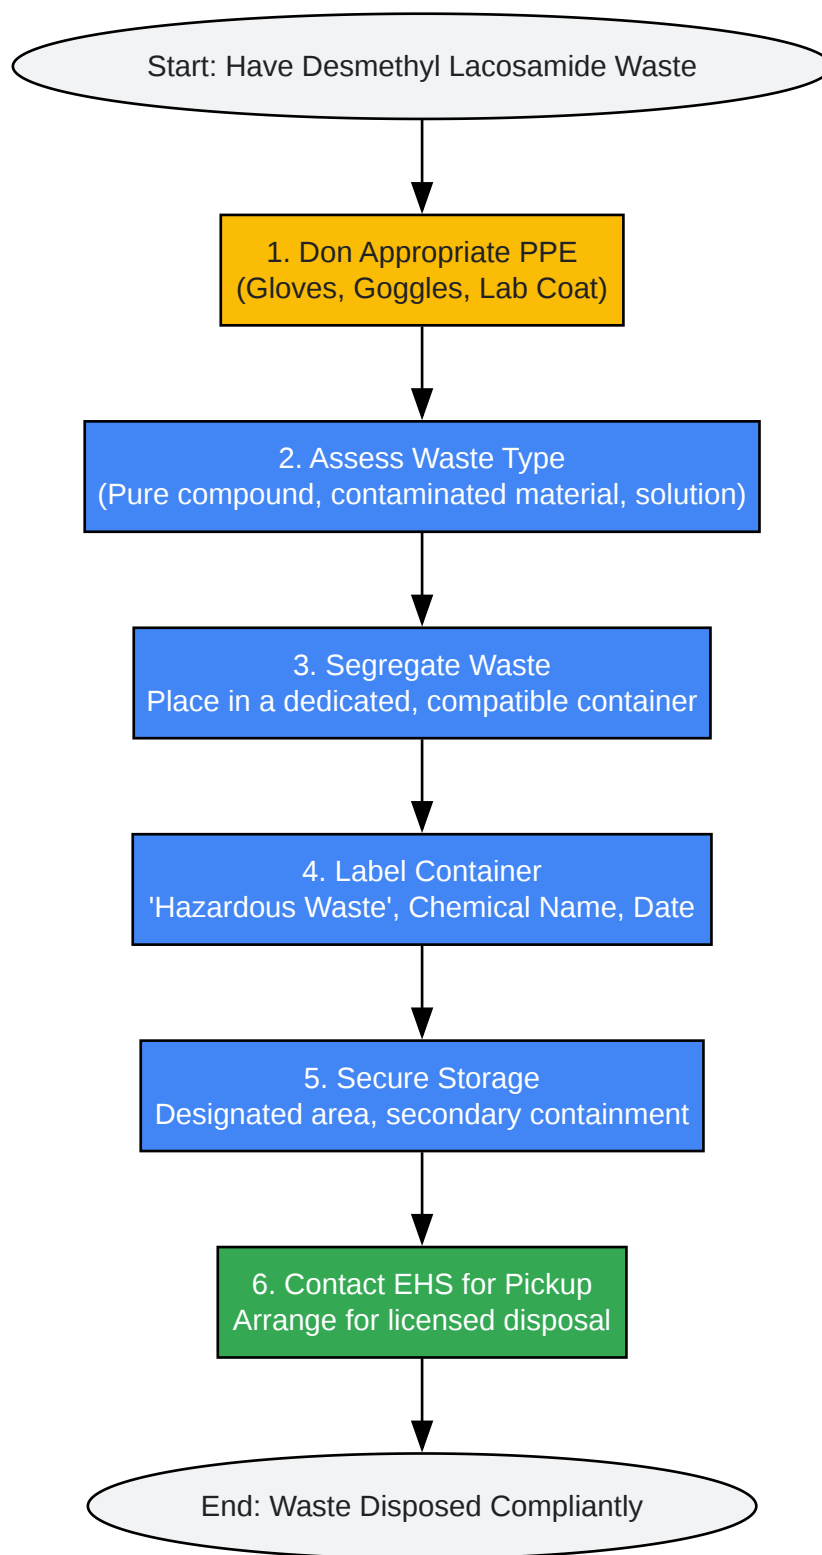 Start: Have Desmethyl Lacosamide Waste
1. Don Appropriate PPE
(Gloves, Goggles, Lab Coat)
2. Assess Waste Type
(Pure compound, contaminated material, solution)
3. Segregate Waste
Place in a dedicated, compatible container
4. Label Container
'Hazardous Waste', Chemical Name, Date
5. Secure Storage
Designated area, secondary containment
6. Contact EHS for Pickup
Arrange for licensed disposal
End: Waste Disposed Compliantly